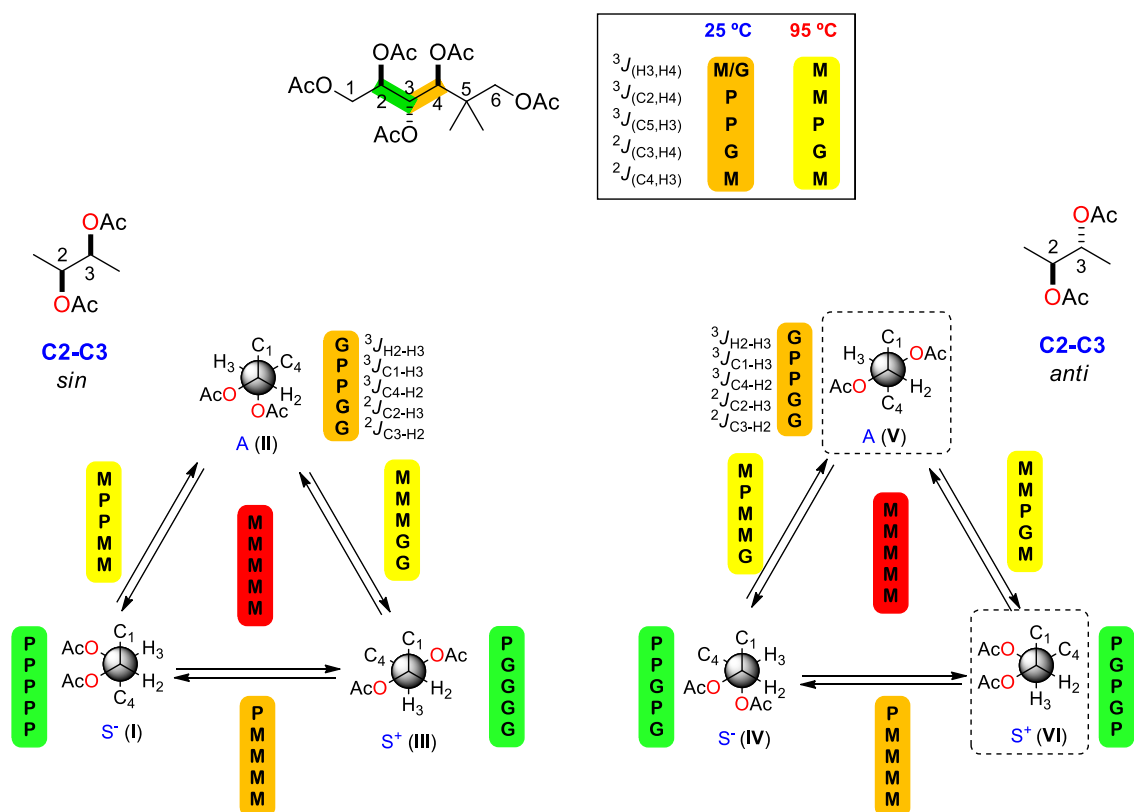 25 ºC 95 ºC
³J(H3,H4) M/G M
³J(C2,H4) P M
³J(C5,H3) P P
²J(C3,H4) G G
²J(C4,H3) M M
OAc OAc
1 3 5
AcO 2 4 6 OAc
AcO
OAc
2 3
OAc
C2-C3
sin
C1
H3 C4
AcO H2
OAc
A (II)
G ³JH2-H3
P ³JC1-H3
P ³JC4-H2
G ²JC2-H3
G ²JC3-H2
M
P
P
M
M
M
M
M
M
M
M
M
M
G
G
P
P
P
P
P
C1
AcO H3
AcO H2
C4
S⁻ (I)
P
M
M
M
M
C1
C4 OAc
AcO H2
H3
S⁺ (III)
P
G
G
G
G
OAc
2 3
OAc
C2-C3
anti
³JH2-H3 G
³JC1-H3 P
³JC4-H2 P
²JC2-H3 G
²JC3-H2 G
C1
H3 OAc
AcO H2
C4
A (V)
M
P
M
M
G
M
M
M
M
M
M
M
P
G
M
P
P
G
P
G
C1
C4 H3
AcO H2
OAc
S⁻ (IV)
P
M
M
M
M
C1
AcO C4
AcO H2
H3
S⁺ (VI)
P
G
P
G
P